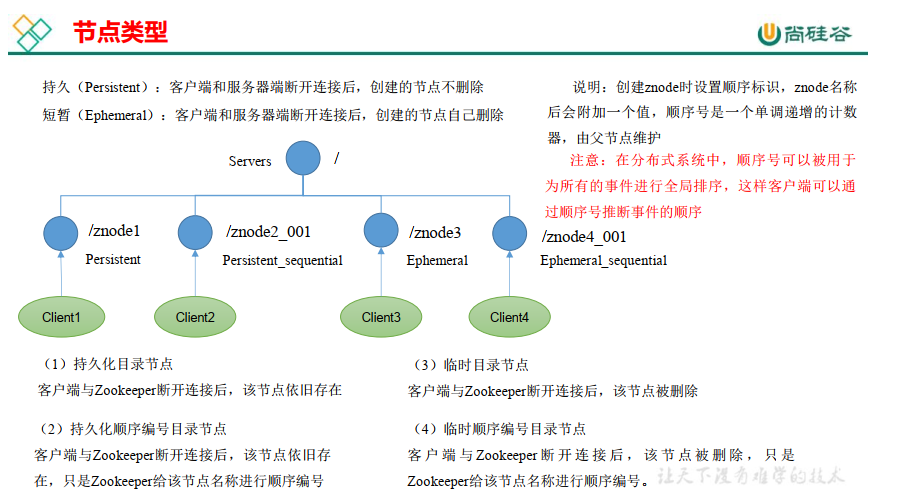 节点类型
尚硅谷
持久（Persistent）：客户端和服务器端断开连接后，创建的节点不删除
短暂（Ephemeral）：客户端和服务器端断开连接后，创建的节点自己删除
说明：创建znode时设置顺序标识，znode名称
后会附加一个值，顺序号是一个单调递增的计数
器，由父节点维护
注意：在分布式系统中，顺序号可以被用于
为所有的事件进行全局排序，这样客户端可以通
过顺序号推断事件的顺序
Servers
/
/znode1
Persistent
/znode2_001
Persistent_sequential
/znode3
Ephemeral
/znode4_001
Ephemeral_sequential
Client1
Client2
Client3
Client4
（1）持久化目录节点
客户端与Zookeeper断开连接后，该节点依旧存在
（2）持久化顺序编号目录节点
客户端与Zookeeper断开连接后，该节点依旧存
在，只是Zookeeper给该节点名称进行顺序编号
（3）临时目录节点
客户端与Zookeeper断开连接后，该节点被删除
（4）临时顺序编号目录节点
客户端与Zookeeper断开连接后，该节点被删除，只是
Zookeeper给该节点名称进行顺序编号。
让天下没有难学的技术